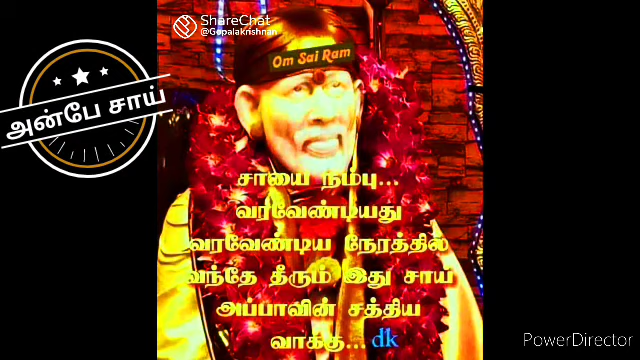 ShareChat
@Gopalakrishnan
Om Sai Ram
அன்பே சாய்
சாயை நம்பு...
வரவேண்டியது
வரவேண்டிய நேரத்தில்
வந்தே தீரும் இது சாய்
அப்பாவின் சத்திய
வாக்கு... dk
PowerDirector